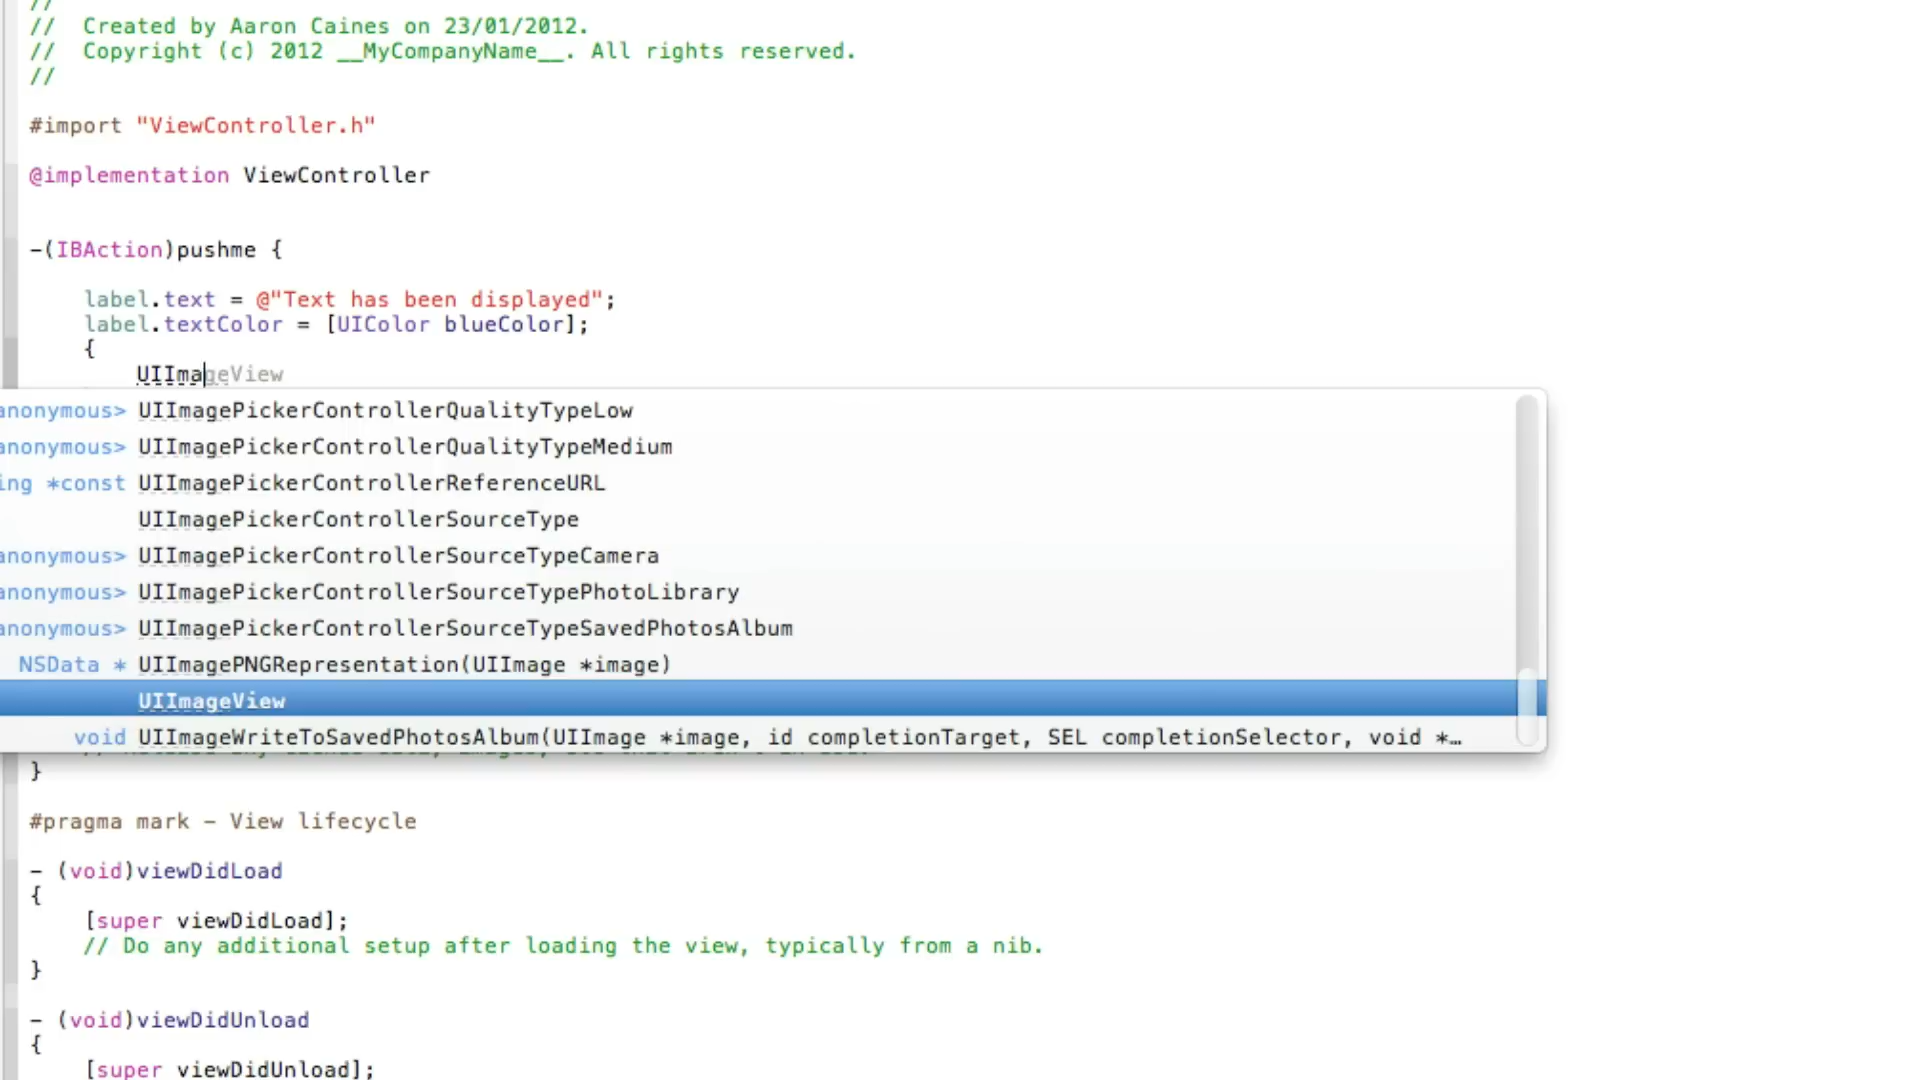 //
// Created by Aaron Caines on 23/01/2012.
// Copyright (c) 2012 __MyCompanyName__. All rights reserved.
//
#import "ViewController.h"
@implementation ViewController
-(IBAction)pushme {
label.text = @"Text has been displayed";
label.textColor = [UIColor blueColor];
{
UIImageView
anonymous> UIImagePickerControllerQualityTypeLow
anonymous> UIImagePickerControllerQualityTypeMedium
ing *const UIImagePickerControllerReferenceURL
UIImagePickerControllerSourceType
anonymous> UIImagePickerControllerSourceTypeCamera
anonymous> UIImagePickerControllerSourceTypePhotoLibrary
anonymous> UIImagePickerControllerSourceTypeSavedPhotosAlbum
NSData * UIImagePNGRepresentation(UIImage *image)
UIImageView
void UIImageWriteToSavedPhotosAlbum(UIImage *image, id completionTarget, SEL completionSelector, void *…
}
#pragma mark - View lifecycle
- (void)viewDidLoad
{
[super viewDidLoad];
// Do any additional setup after loading the view, typically from a nib.
}
- (void)viewDidUnload
{
[super viewDidUnload];